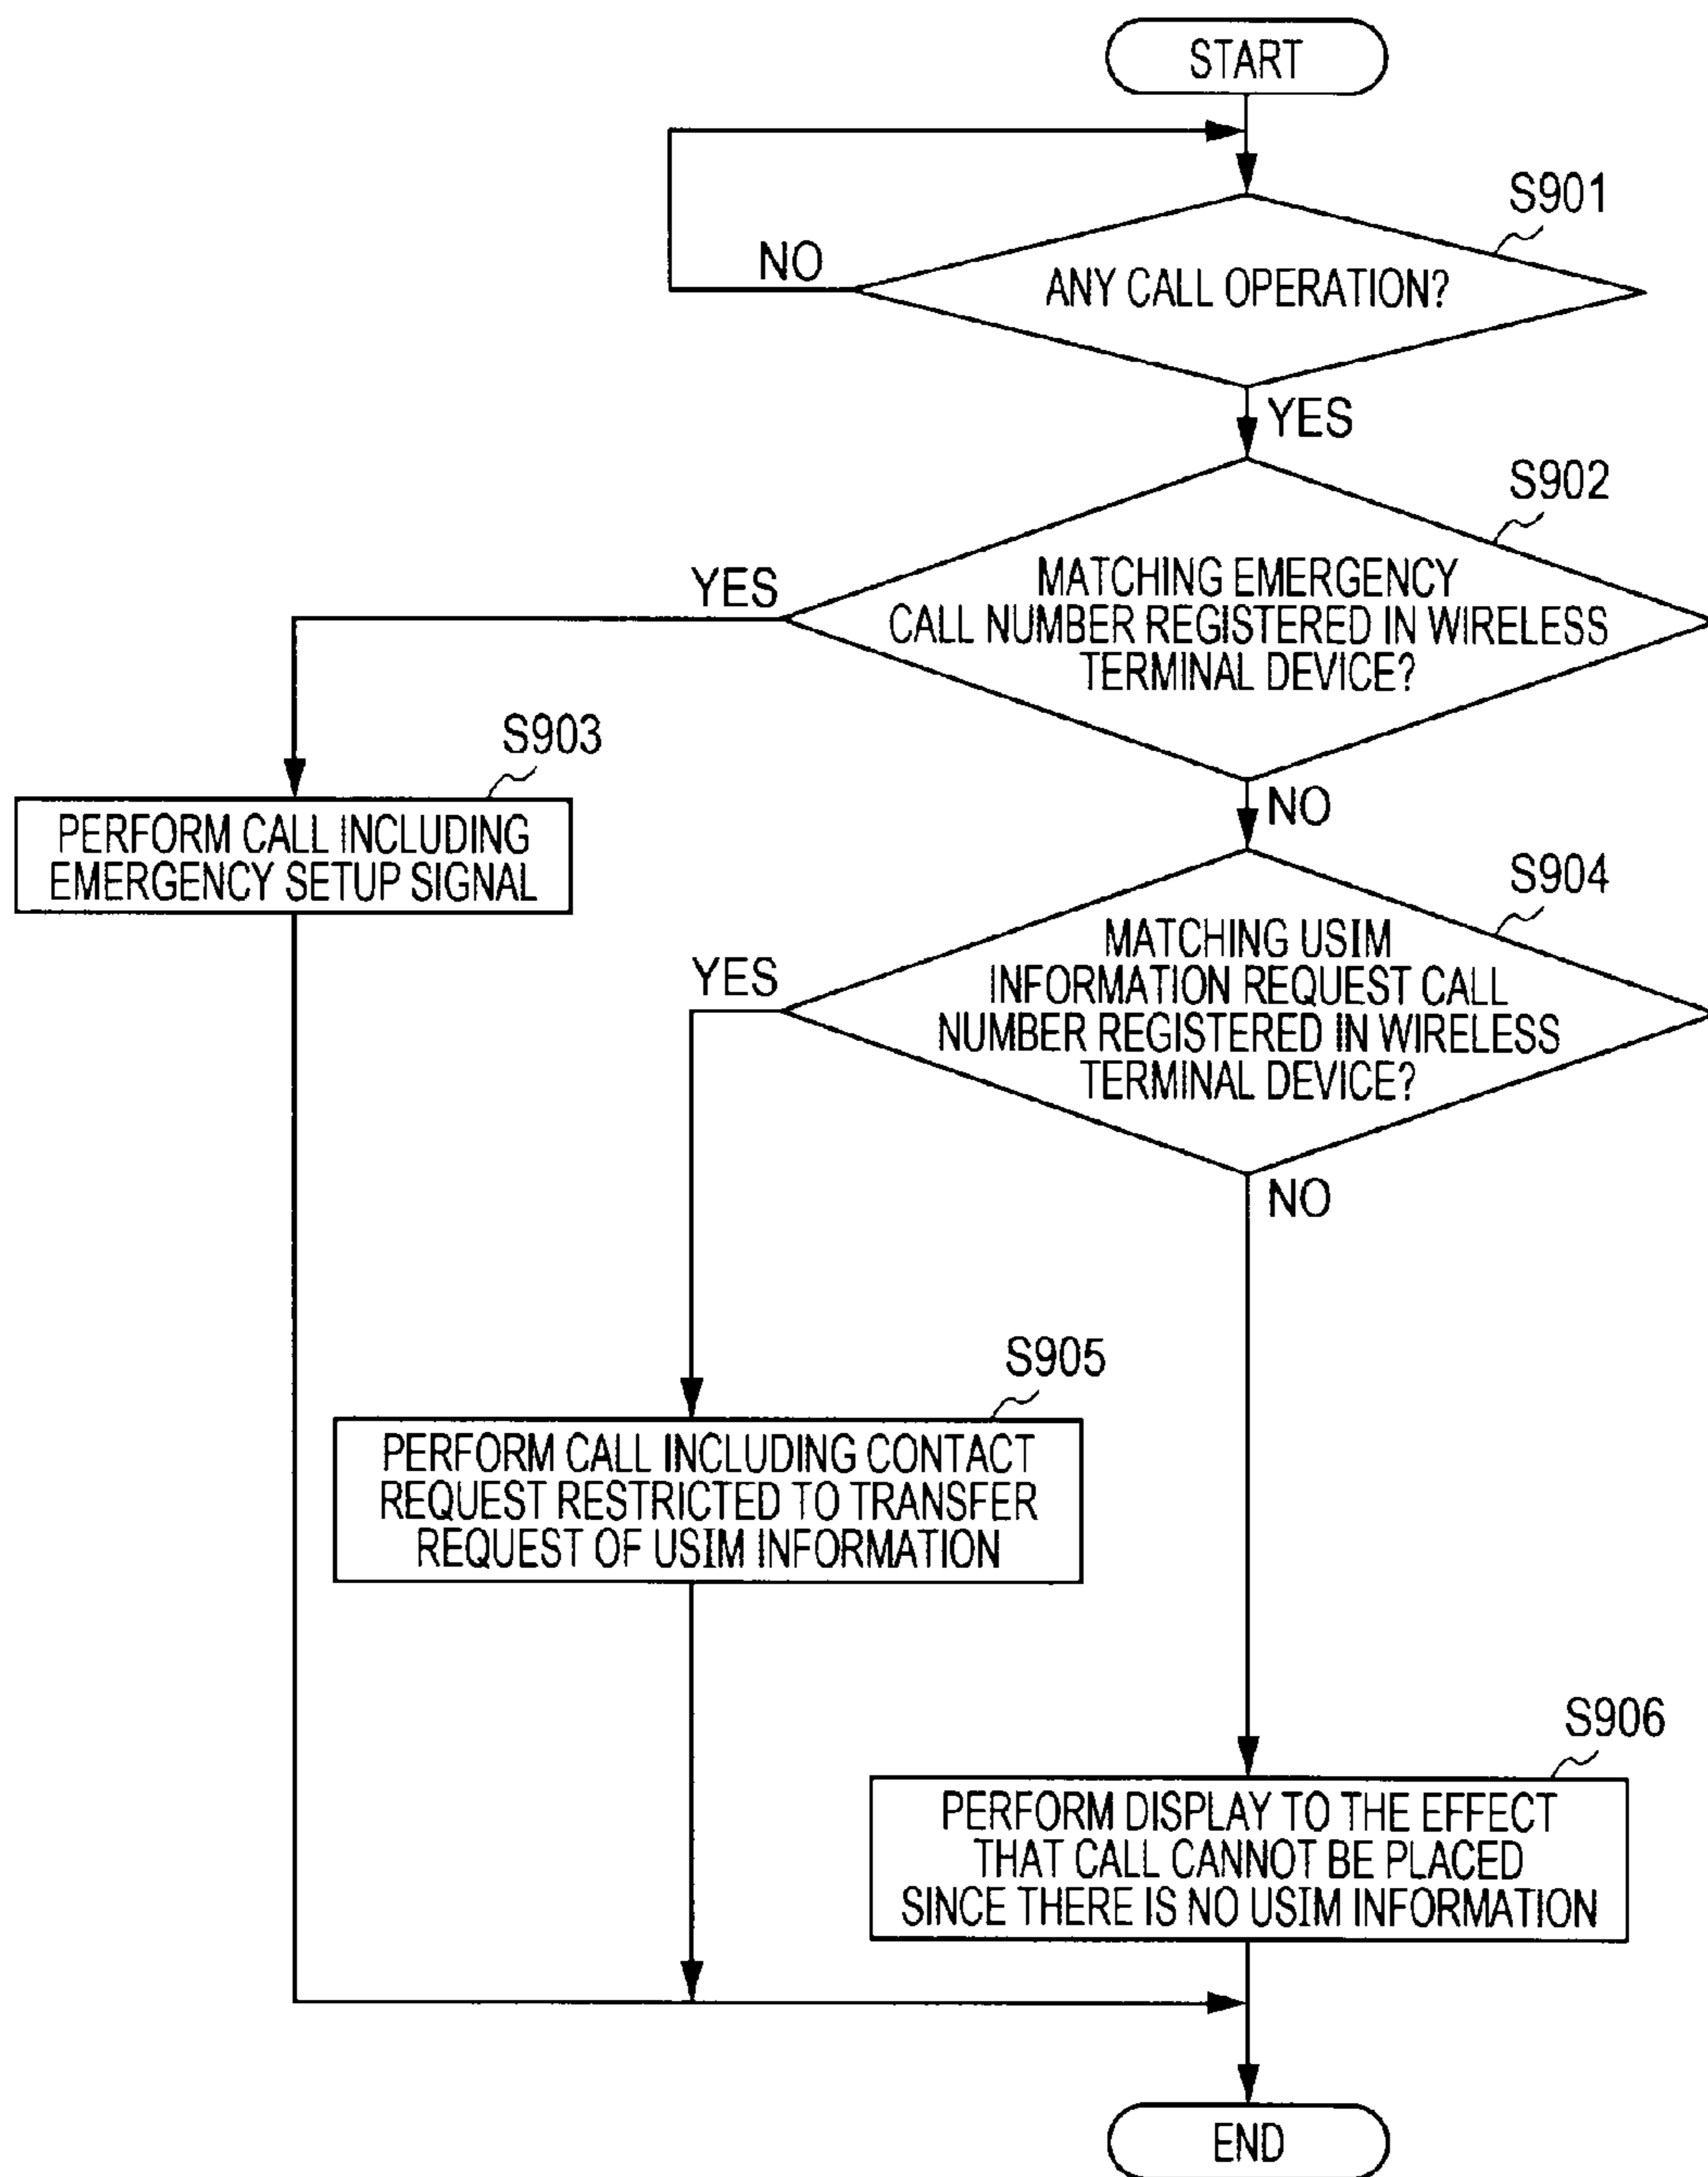 START
S901
NO
ANY CALL OPERATION?
YES
S902
YES
MATCHING EMERGENCY
CALL NUMBER REGISTERED IN WIRELESS
TERMINAL DEVICE?
S903
NO
PERFORM CALL INCLUDING
EMERGENCY SETUP SIGNAL
S904
YES
MATCHING USIM
INFORMATION REQUEST CALL
NUMBER REGISTERED IN WIRELESS
TERMINAL DEVICE?
NO
S905
PERFORM CALL INCLUDING CONTACT
REQUEST RESTRICTED TO TRANSFER
REQUEST OF USIM INFORMATION
S906
PERFORM DISPLAY TO THE EFFECT
THAT CALL CANNOT BE PLACED
SINCE THERE IS NO USIM INFORMATION
END